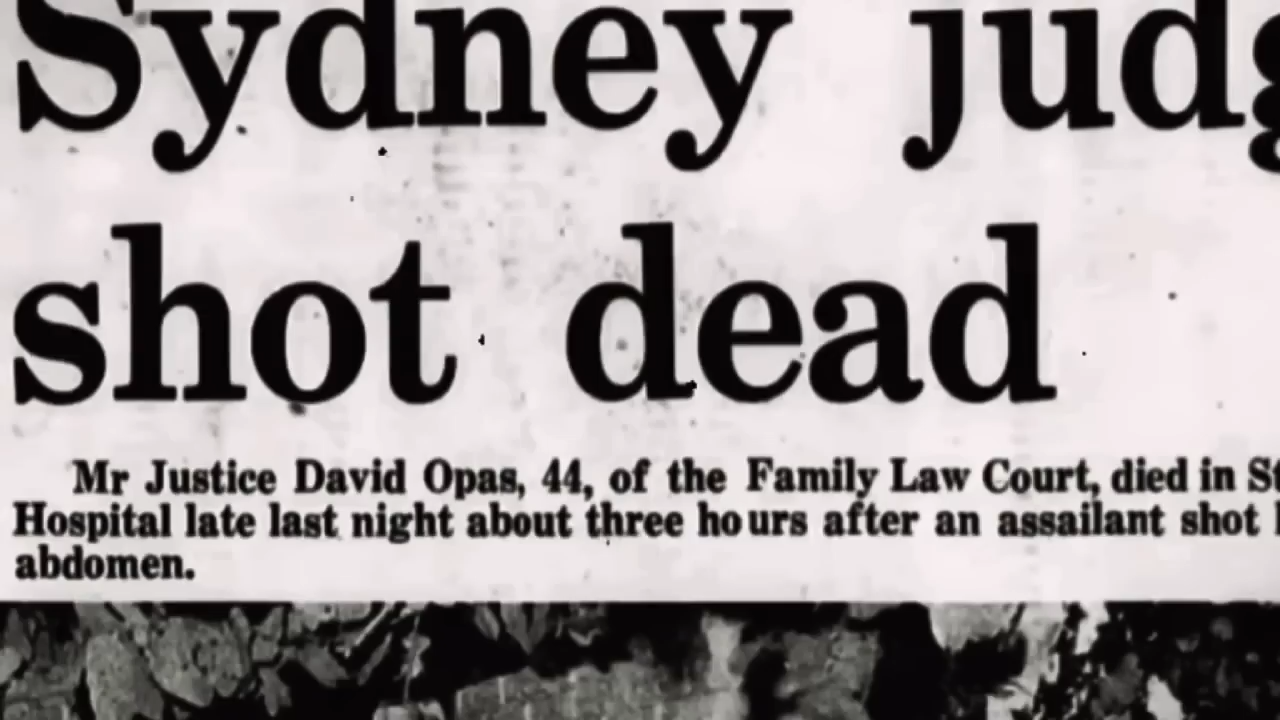 Sydney judg
shot dead
Mr Justice David Opas, 44, of the Family Law Court, died in St
Hospital late last night about three hours after an assailant shot
abdomen.